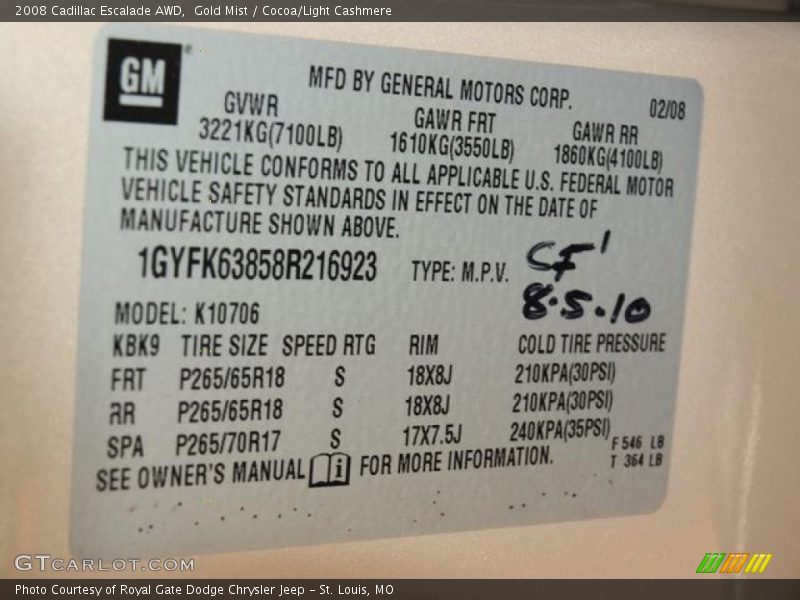 2008 Cadillac Escalade AWD, Gold Mist / Cocoa/Light Cashmere
GM
MFD BY GENERAL MOTORS CORP. 02/08
GVWR GAWR FRT GAWR RR
3221KG(7100LB) 1610KG(3550LB) 1860KG(4100LB)
THIS VEHICLE CONFORMS TO ALL APPLICABLE U.S. FEDERAL MOTOR
VEHICLE SAFETY STANDARDS IN EFFECT ON THE DATE OF
MANUFACTURE SHOWN ABOVE.
1GYFK63858R216923 TYPE: M.P.V. CF'
8.5.10
MODEL: K10706
KBK9 TIRE SIZE SPEED RTG RIM COLD TIRE PRESSURE
FRT P265/65R18 S 18X8J 210KPA(30PSI)
RR P265/65R18 S 18X8J 210KPA(30PSI)
SPA P265/70R17 S 17X7.5J 240KPA(35PSI) F 546 LB
SEE OWNER'S MANUAL i FOR MORE INFORMATION. T 364 LB
GTCARLOT.COM
Photo Courtesy of Royal Gate Dodge Chrysler Jeep - St. Louis, MO